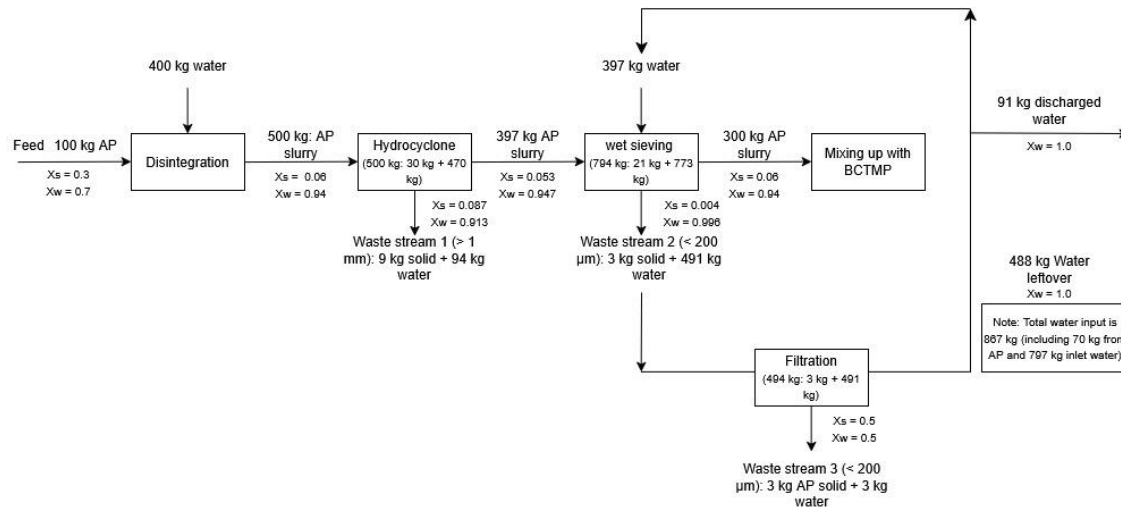 400 kg water
397 kg water
91 kg discharged
water
Xw = 1.0
Feed 100 kg AP
Xs = 0.3
Xw = 0.7
Disintegration
500 kg: AP
slurry
Xs = 0.06
Xw = 0.94
Hydrocyclone
(500 kg: 30 kg + 470
kg)
397 kg AP
slurry
Xs = 0.053
Xw = 0.947
wet sieving
(794 kg: 21 kg + 773
kg)
300 kg AP
slurry
Xs = 0.06
Xw = 0.94
Mixing up with
BCTMP
Xs = 0.087
Xw = 0.913
Waste stream 1 (> 1
mm): 9 kg solid + 94 kg
water
Xs = 0.004
Xw = 0.996
Waste stream 2 (< 200
µm): 3 kg solid + 491 kg
water
488 kg Water
leftover
Xw = 1.0
Note: Total water input is
867 kg (including 70 kg from
AP and 797 kg inlet water)
Filtration
(494 kg: 3 kg + 491
kg)
Xs = 0.5
Xw = 0.5
Waste stream 3 (< 200
µm): 3 kg AP solid + 3 kg
water